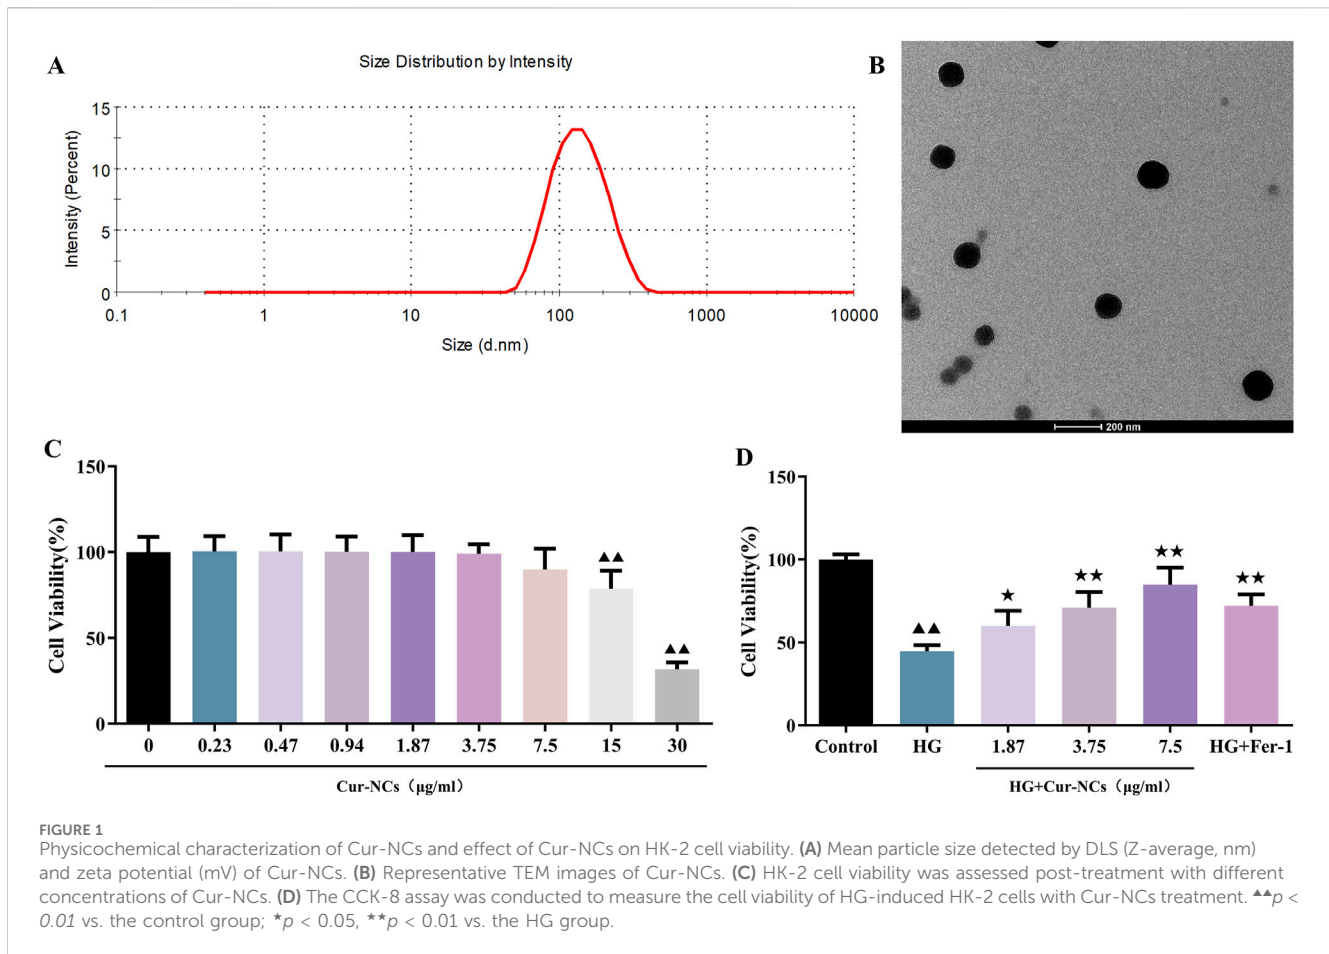 A
Size Distribution by Intensity
Intensity (Percent)
15
10
5
0
0.1 1 10 100 1000 10000
Size (d.nm)
B
200 nm
C
Cell Viability(%)
150
100
50
0
▲▲
▲▲
0 0.23 0.47 0.94 1.87 3.75 7.5 15 30
Cur-NCs（μg/ml）
D
Cell Viability(%)
150
100
50
0
▲▲
★
★★
★★
★★
Control HG 1.87 3.75 7.5 HG+Fer-1
HG+Cur-NCs（μg/ml）
FIGURE 1
Physicochemical characterization of Cur-NCs and effect of Cur-NCs on HK-2 cell viability. (A) Mean particle size detected by DLS (Z-average, nm)
and zeta potential (mV) of Cur-NCs. (B) Representative TEM images of Cur-NCs. (C) HK-2 cell viability was assessed post-treatment with different
concentrations of Cur-NCs. (D) The CCK-8 assay was conducted to measure the cell viability of HG-induced HK-2 cells with Cur-NCs treatment. ▲▲p <
0.01 vs. the control group; ★p < 0.05, ★★p < 0.01 vs. the HG group.